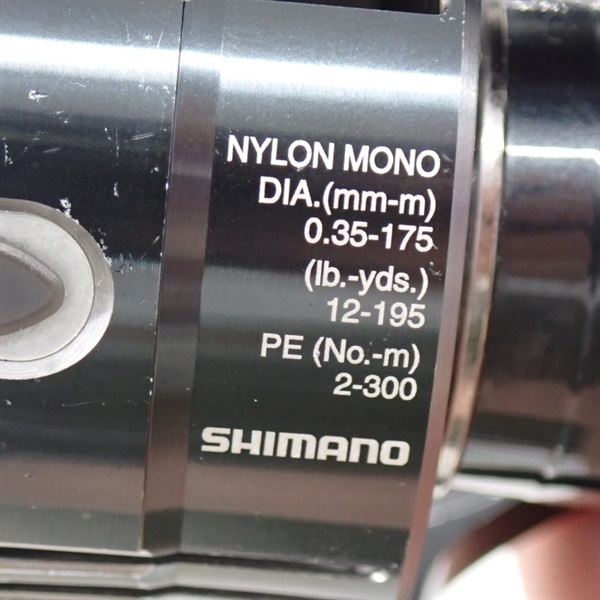 NYLON MONO
DIA.(mm-m)
0.35-175
(lb.-yds.)
12-195
PE (No.-m)
2-300
SHIMANO